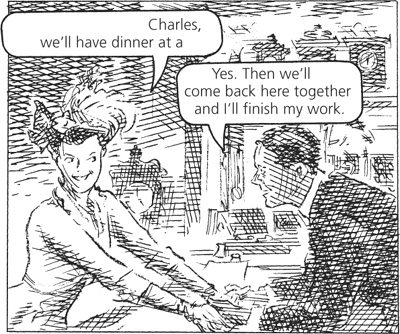 Charles,
we'll have dinner at a
Yes. Then we'll
come back here together
and I'll finish my work.